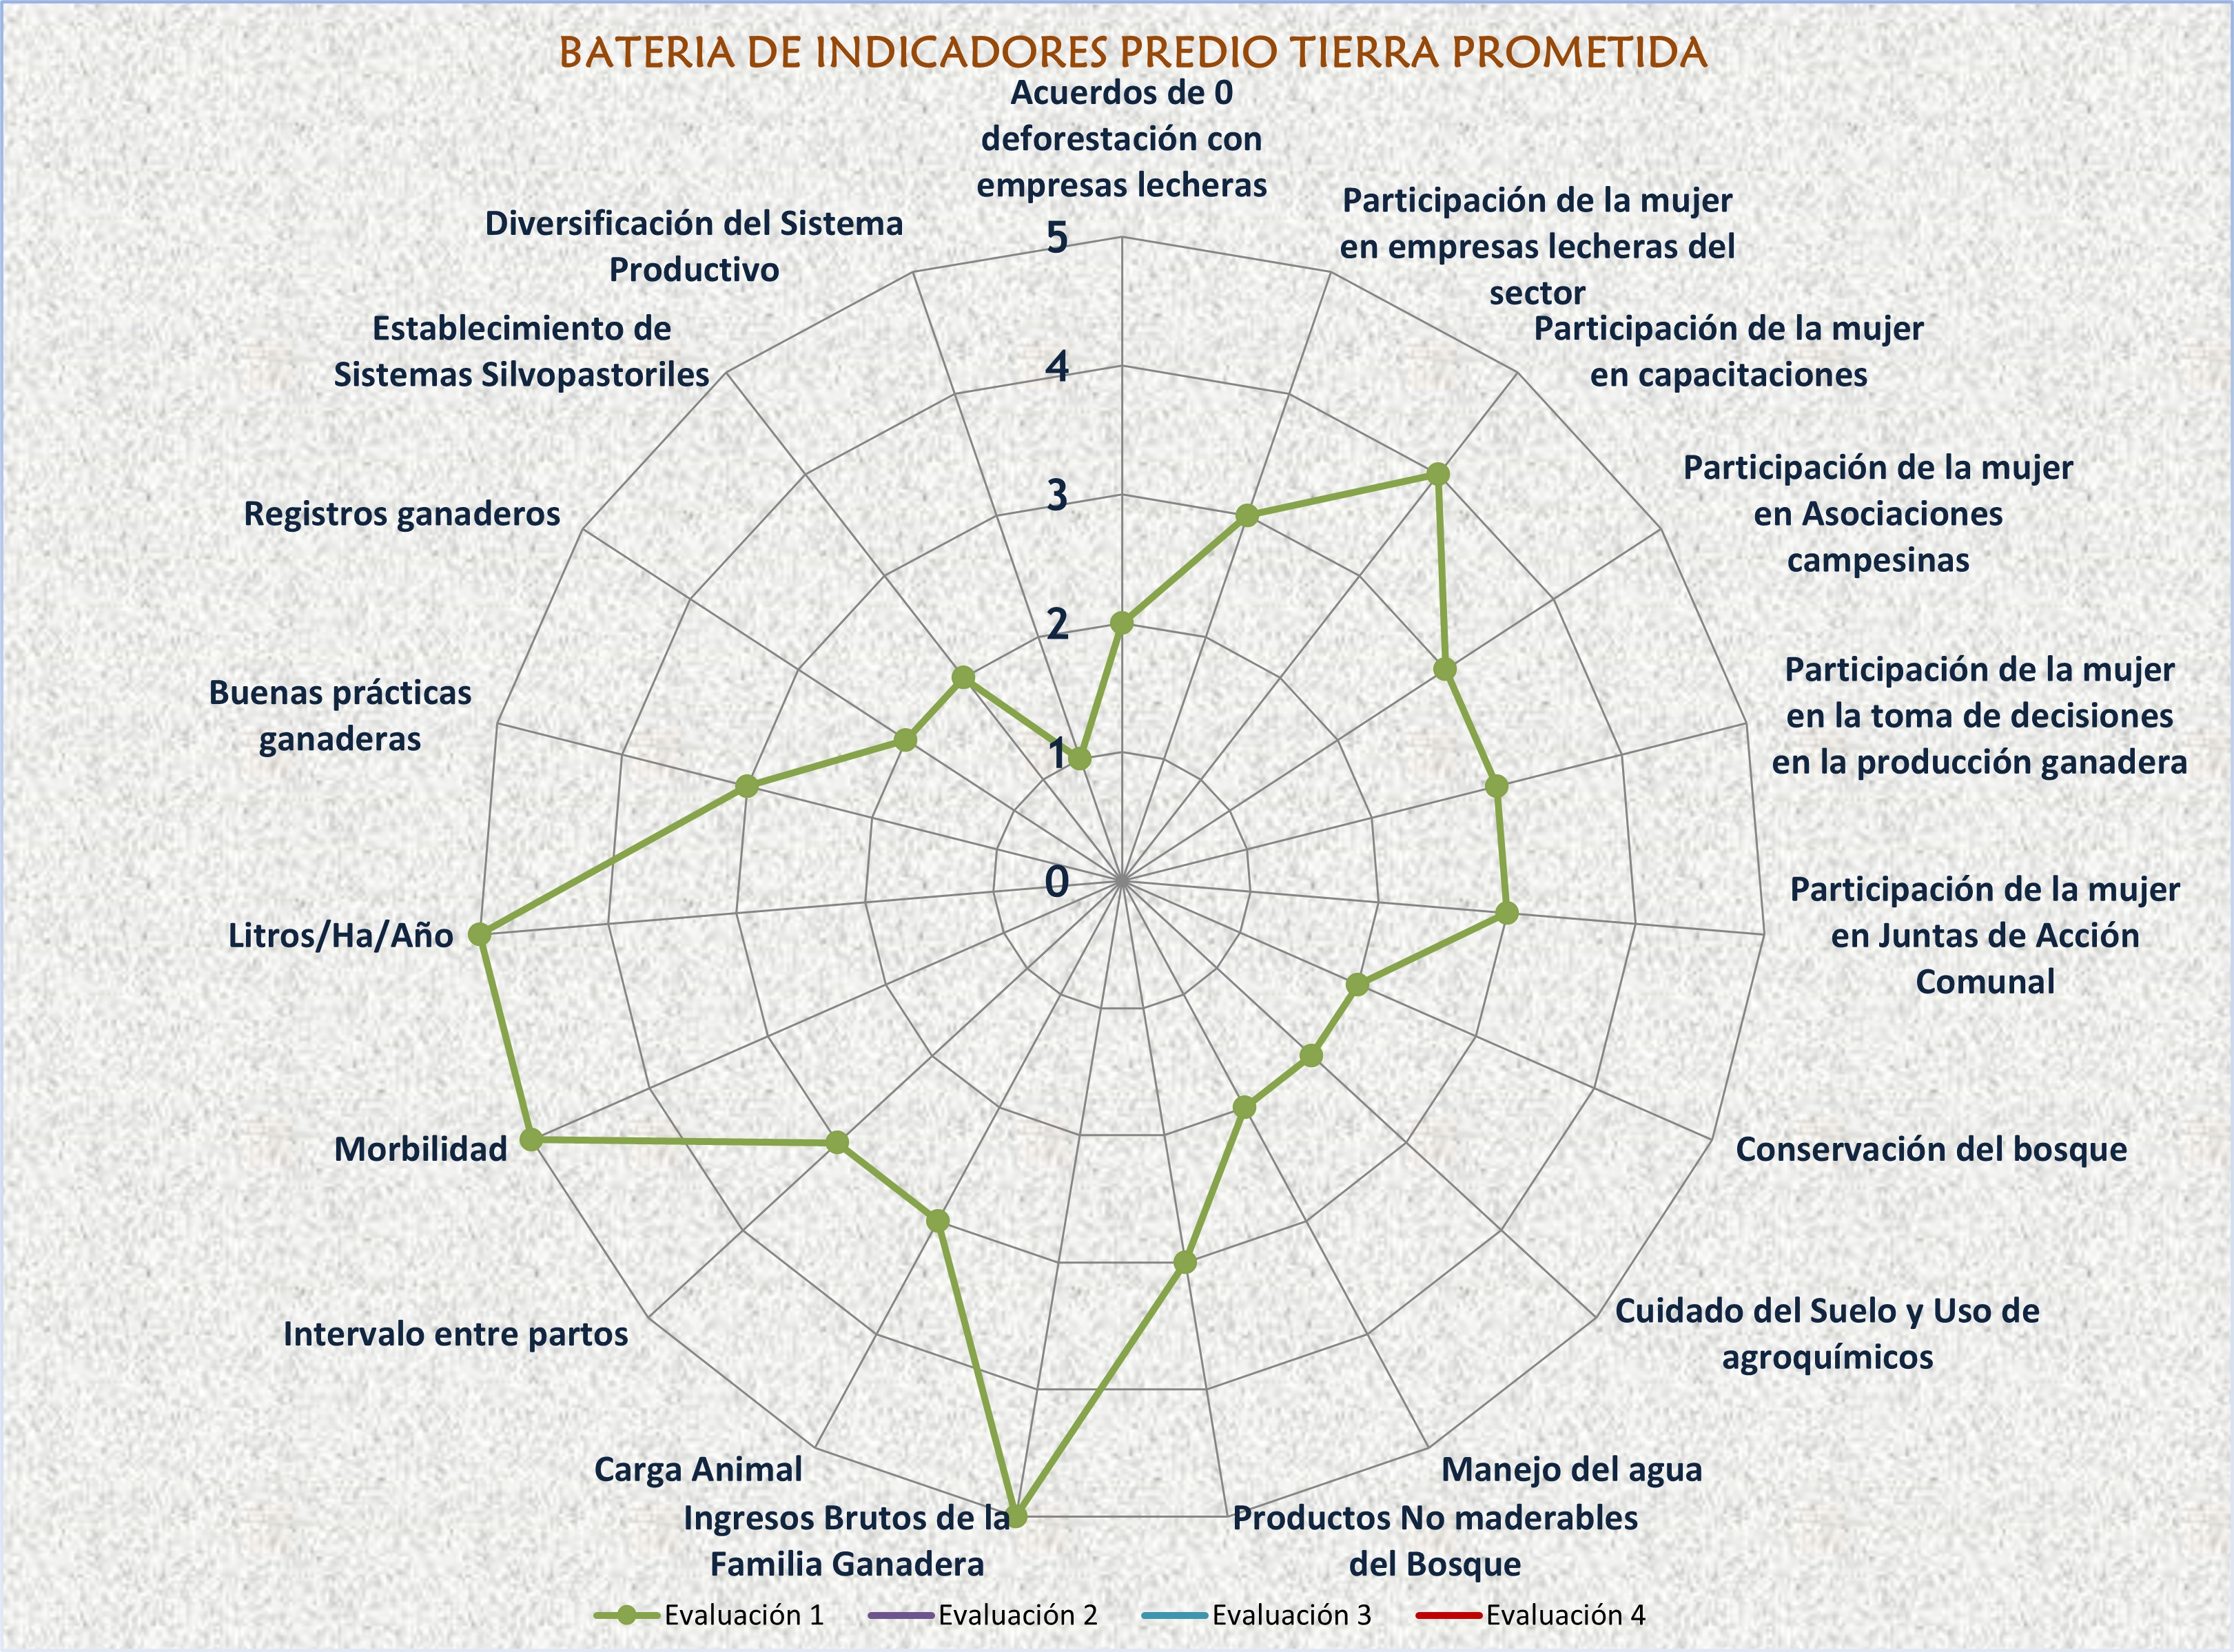 BATERIA DE INDICADORES PREDIO TIERRA PROMETIDA
Acuerdos de 0
deforestación con
empresas lecheras
Participación de la mujer
en empresas lecheras del
sector
Participación de la mujer
en capacitaciones
Participación de la mujer
en Asociaciones
campesinas
Participación de la mujer
en la toma de decisiones
en la producción ganadera
Participación de la mujer
en Juntas de Acción
Comunal
Conservación del bosque
Cuidado del Suelo y Uso de
agroquímicos
Manejo del agua
Productos No maderables
del Bosque
Ingresos Brutos de la
Familia Ganadera
Carga Animal
Intervalo entre partos
Morbilidad
Litros/Ha/Año
Buenas prácticas
ganaderas
Registros ganaderos
Establecimiento de
Sistemas Silvopastoriles
Diversificación del Sistema
Productivo
5
4
3
2
1
0
Evaluación 1
Evaluación 2
Evaluación 3
Evaluación 4